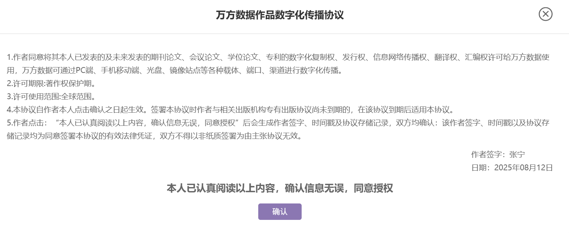 万方数据作品数字化传播协议
1.作者同意将其本人已发表的及未来发表的期刊论文、会议论文、学位论文、专利的数字化复制权、发行权、信息网络传播权、翻译权、汇编权许可给万方数据使
用，万方数据可通过PC端、手机移动端、光盘、镜像站点等各种载体、端口、渠道进行数字化传播。
2.许可期限:著作权保护期。
3.许可使用范围:全球范围。
4.本协议自作者本人点击确认之日起生效。签署本协议时作者与相关出版机构专有出版协议尚未到期的，在该协议到期后适用本协议。
5.作者点击：“本人已认真阅读以上内容，确认信息无误，同意授权”后会生成作者签字、时间戳及协议存储记录，双方均确认：该作者签字、时间戳以及协议存
储记录均为同意签署本协议的有效法律凭证，双方不得以非纸质签署为由主张协议无效。
作者签字：张宁
日期：2025年08月12日
本人已认真阅读以上内容，确认信息无误，同意授权
确认